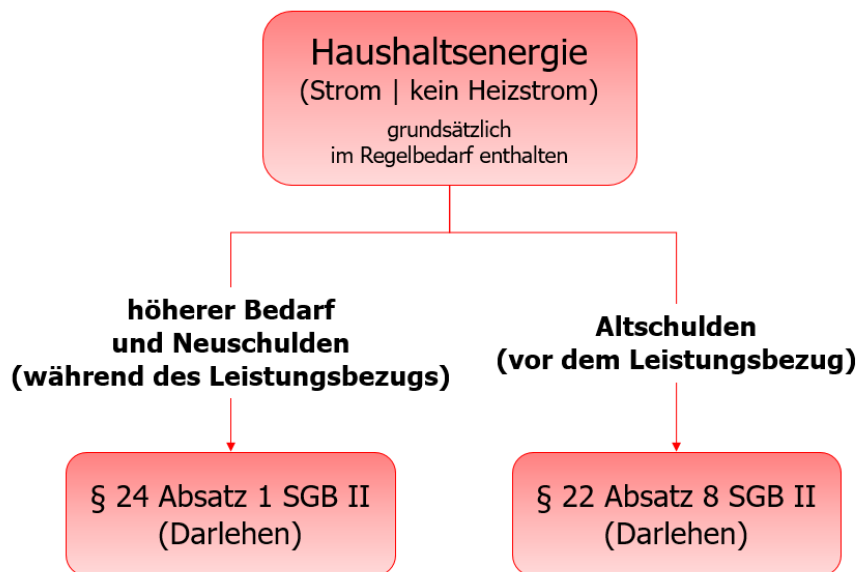 Haushaltsenergie
(Strom | kein Heizstrom)
grundsätzlich
im Regelbedarf enthalten
höherer Bedarf
und Neuschulden
(während des Leistungsbezugs)
Altschulden
(vor dem Leistungsbezug)
§ 24 Absatz 1 SGB II
(Darlehen)
§ 22 Absatz 8 SGB II
(Darlehen)